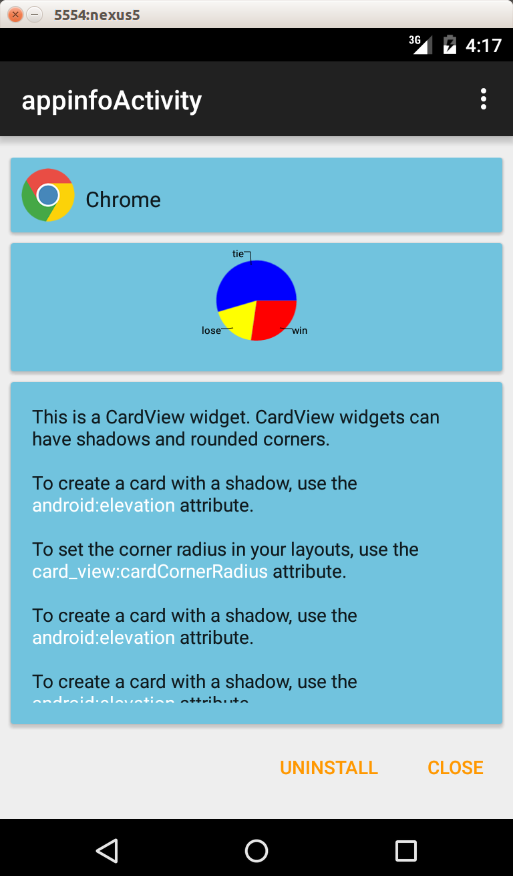 5554:nexus5
3G 4:17
appinfoActivity
Chrome
tie
lose
win
This is a CardView widget. CardView widgets can
have shadows and rounded corners.
To create a card with a shadow, use the
android:elevation attribute.
To set the corner radius in your layouts, use the
card_view:cardCornerRadius attribute.
To create a card with a shadow, use the
android:elevation attribute.
To create a card with a shadow, use the
android:elevation attribute.
UNINSTALL CLOSE